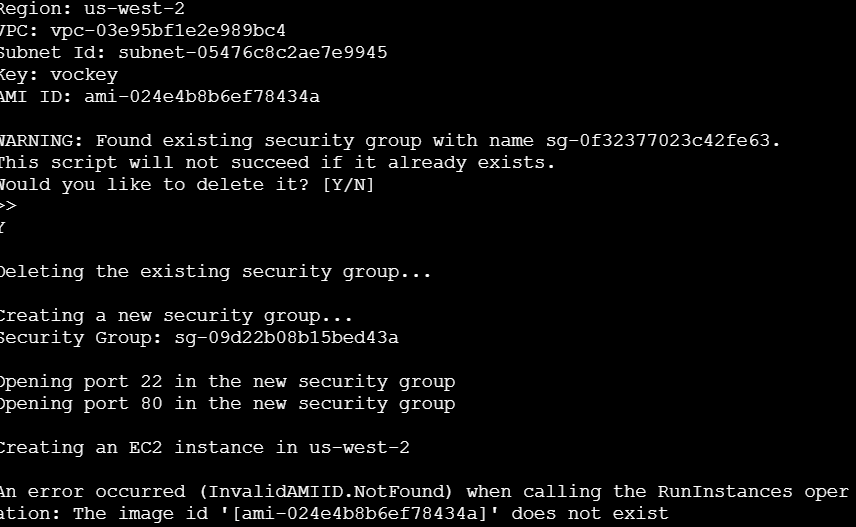 Region: us-west-2
VPC: vpc-03e95bf1e2e989bc4
Subnet Id: subnet-05476c8c2ae7e9945
Key: vockey
AMI ID: ami-024e4b8b6ef78434a
WARNING: Found existing security group with name sg-0f32377023c42fe63.
This script will not succeed if it already exists.
Would you like to delete it? [Y/N]
>>
Y
Deleting the existing security group...
Creating a new security group...
Security Group: sg-09d22b08b15bed43a
Opening port 22 in the new security group
Opening port 80 in the new security group
Creating an EC2 instance in us-west-2
An error occurred (InvalidAMIID.NotFound) when calling the RunInstances oper
ation: The image id '[ami-024e4b8b6ef78434a]' does not exist